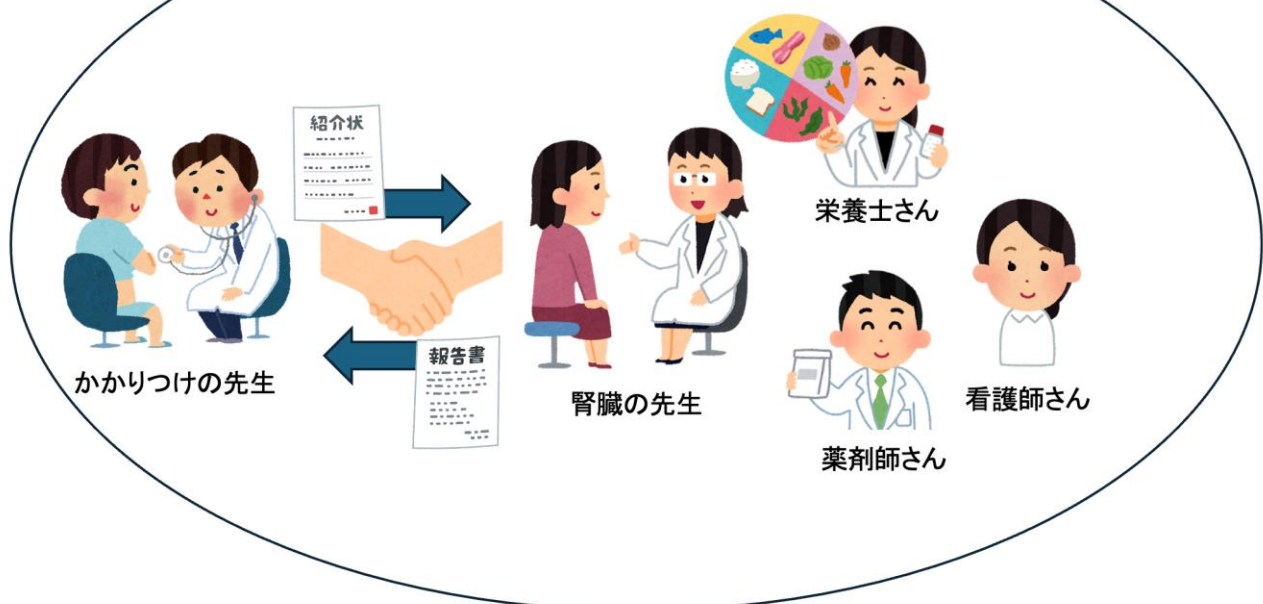 紹介状
報告書
かかりつけの先生
腎臓の先生
栄養士さん
看護師さん
薬剤師さん